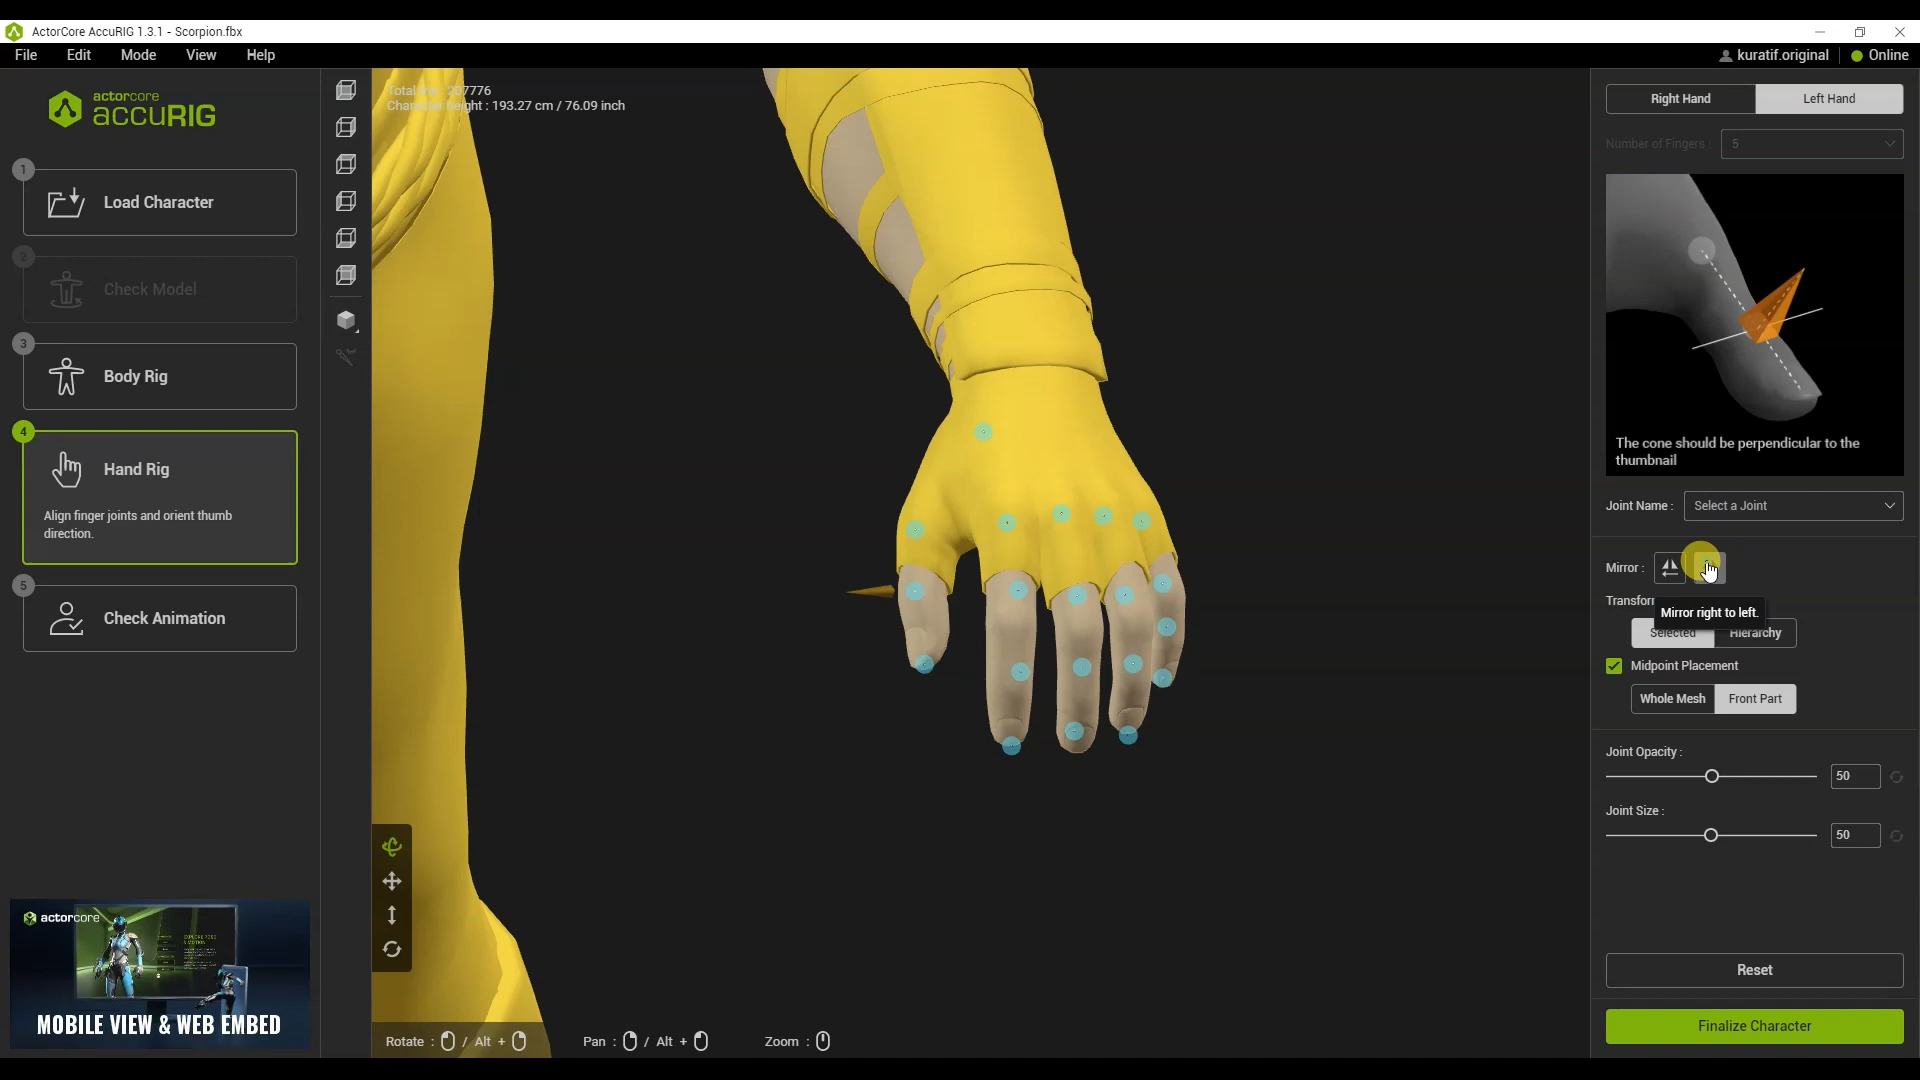 ActorCore AccuRIG 1.3.1 - Scorpion.fbx
File Edit Mode View Help
kuratif.original Online
actorcore
accuRIG
1
Load Character
2
Check Model
3
Body Rig
4
Hand Rig
Align finger joints and orient thumb
direction.
5
Check Animation
actorcore
MOBILE VIEW & WEB EMBED
Character height : 193.27 cm / 76.09 inch
Rotate : / Alt + Pan : / Alt + Zoom :
Right Hand Left Hand
Number of Fingers : 5
The cone should be perpendicular to the
thumbnail
Joint Name : Select a Joint
Mirror :
Mirror right to left.
Selected Hierarchy
Midpoint Placement
Whole Mesh Front Part
Joint Opacity :
50
Joint Size :
50
Reset
Finalize Character